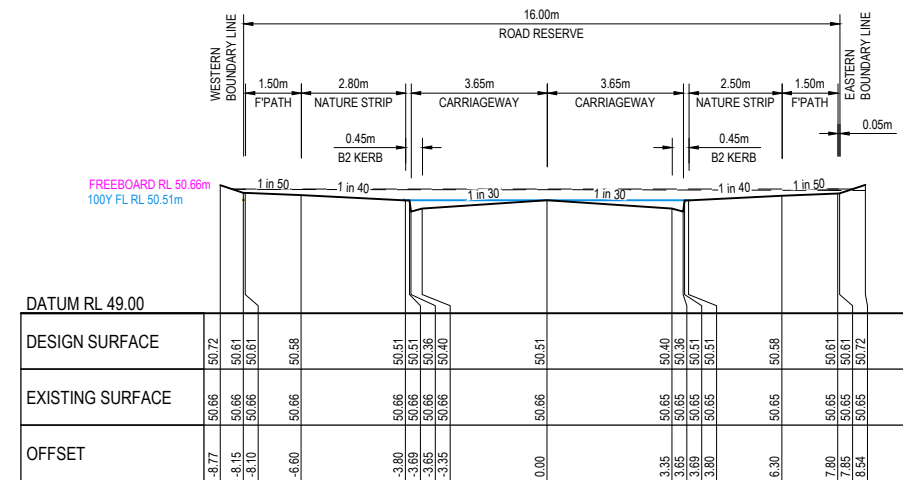 16.00m
ROAD RESERVE
WESTERN
BOUNDARY LINE
EASTERN
BOUNDARY LINE
1.50m
F'PATH
2.80m
NATURE STRIP
3.65m
CARRIAGEWAY
3.65m
CARRIAGEWAY
2.50m
NATURE STRIP
1.50m
F'PATH
0.05m
0.45m
B2 KERB
0.45m
B2 KERB
FREEBOARD RL 50.66m
100Y FL RL 50.51m
1 in 50
1 in 40
1 in 30
1 in 30
1 in 40
1 in 50
DATUM RL 49.00
DESIGN SURFACE 50.72 50.61 50.61 50.58 50.51 50.51 50.36 50.40 50.51 50.40 50.36 50.51 50.51 50.58 50.61 50.61 50.72
EXISTING SURFACE 50.66 50.66 50.66 50.66 50.66 50.66 50.66 50.66 50.66 50.65 50.65 50.65 50.65 50.65 50.65 50.65 50.65
OFFSET -8.77 -8.15 -8.10 -6.60 -3.80 -3.69 -3.65 -3.35 0.00 3.35 3.65 3.69 3.80 6.30 7.80 7.85 8.54